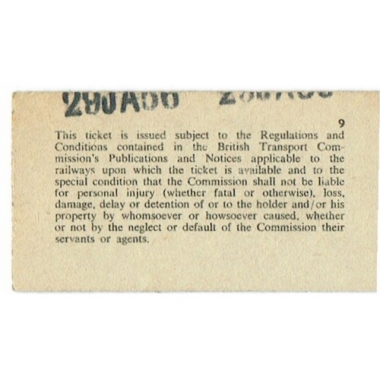 29JA56
9
This ticket is issued subject to the Regulations and
Conditions contained in the British Transport Com-
mission's Publications and Notices applicable to the
railways upon which the ticket is available and to the
special condition that the Commission shall not be liable
for personal injury (whether fatal or otherwise), loss,
damage, delay or detention of or to the holder and/or his
property by whomsoever or howsoever caused, whether
or not by the neglect or default of the Commission their
servants or agents.